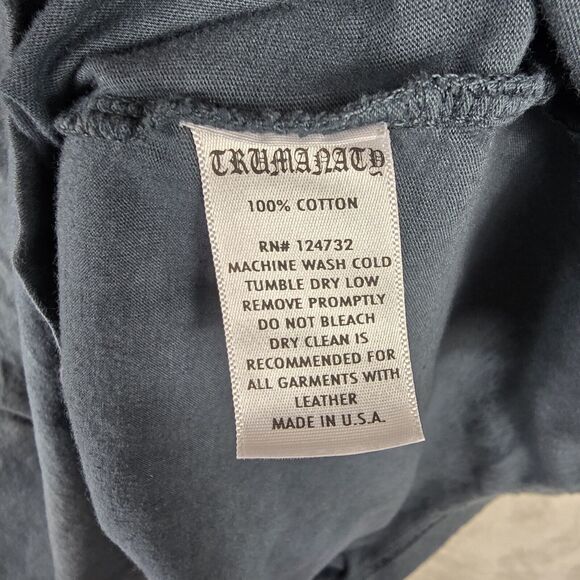 TRUMANATY
100% COTTON
RN# 124732
MACHINE WASH COLD
TUMBLE DRY LOW
REMOVE PROMPTLY
DO NOT BLEACH
DRY CLEAN IS
RECOMMENDED FOR
ALL GARMENTS WITH
LEATHER
MADE IN U.S.A.